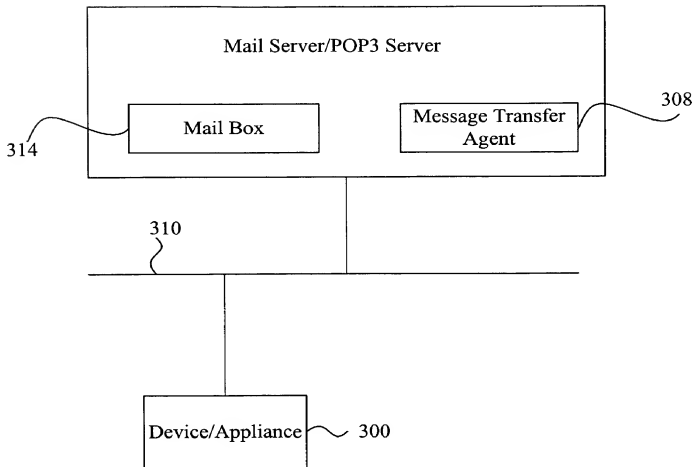 Mail Server/POP3 Server
Mail Box
Message Transfer
Agent
308
314
310
Device/Appliance
300